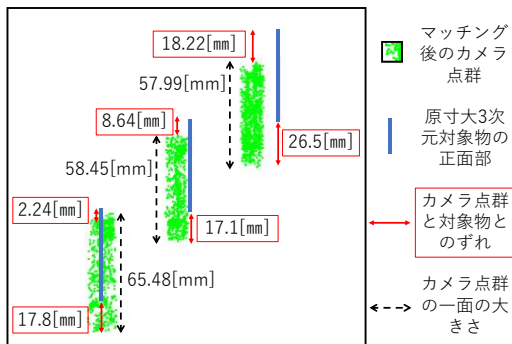 18.22[㎜]
57.99[mm]
26.5[㎜]
8.64[㎜]
58.45[mm]
17.1[㎜]
2.24[㎜]
65.48[mm]
17.8[㎜]
マッチング
後のカメラ
点群
原寸大3次
元対象物の
正面部
カメラ点群
と対象物と
のずれ
カメラ点群
の一面の大
きさ